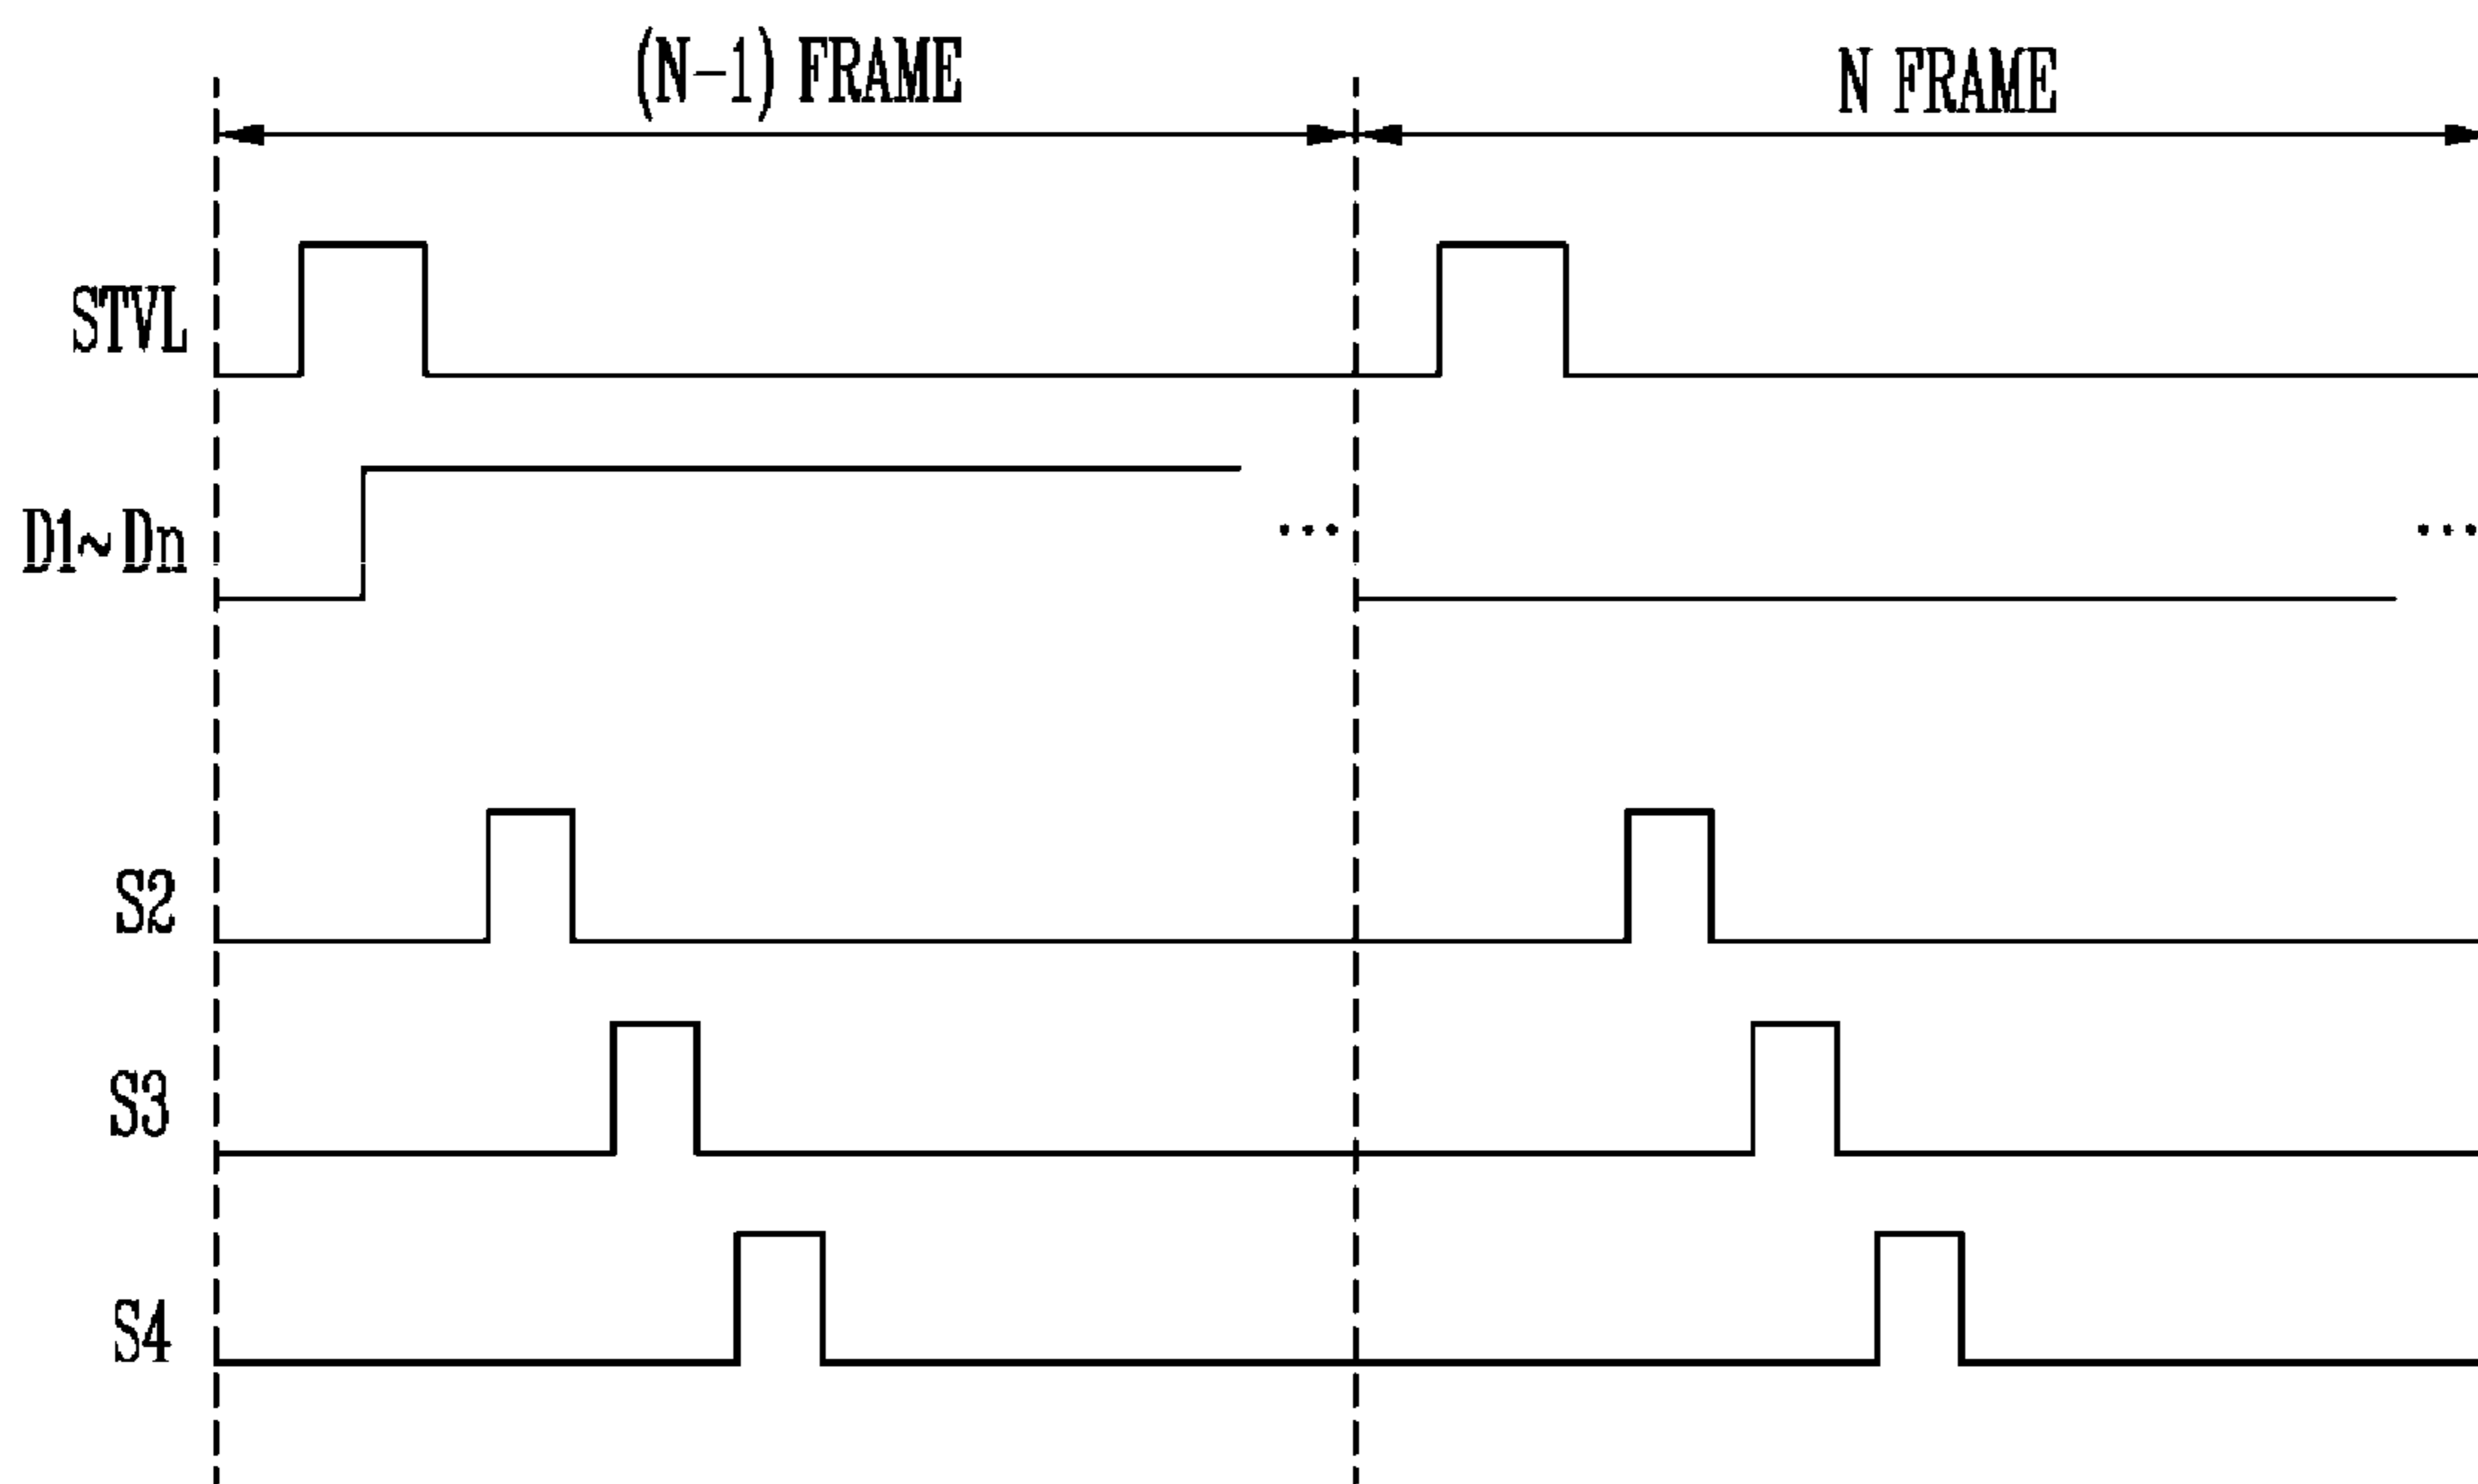 (N-1) FRAME
N FRAME
STVL
D1~Dn
...
...
S2
S3
S4